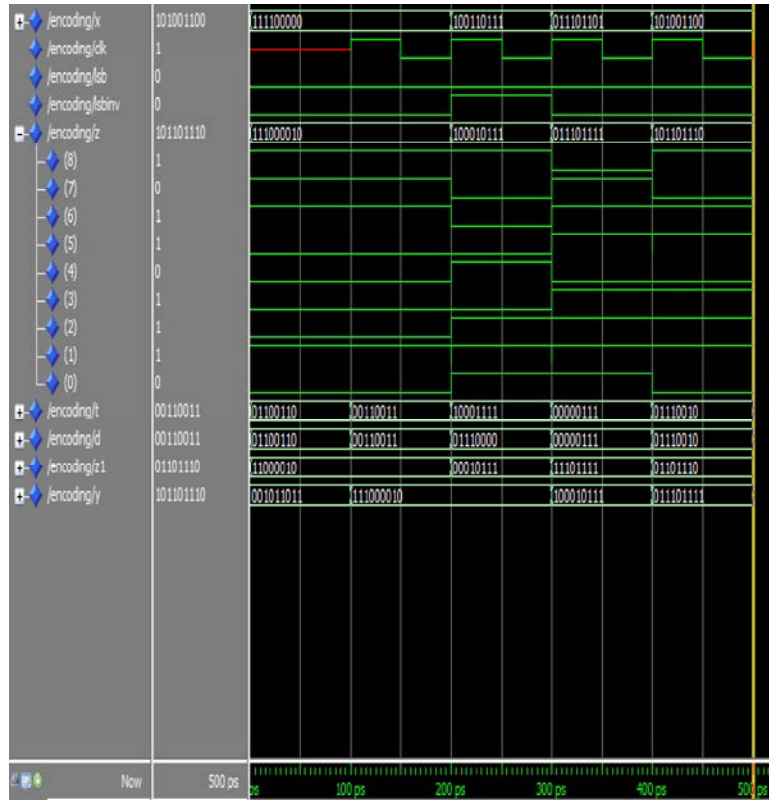 /encoding/x 101001100 111100000 100110111 011101101 101001100
/encoding/clk 1
/encoding/lsb 0
/encoding/lsbinv 0
/encoding/z 101101110 111000010 100010111 011101111 101101110
(8) 1
(7) 0
(6) 1
(5) 1
(4) 0
(3) 1
(2) 1
(1) 1
(0) 0
/encoding/t 00110011 01100110 00110011 10001111 00000111 01110010
/encoding/d 00110011 01100110 00110011 01110000 00000111 01110010
/encoding/z1 01101110 11000010 00010111 11101111 01101110
/encoding/y 101101110 001011011 111000010 100010111 011101111
Now 500 ps ps 100 ps 200 ps 300 ps 400 ps 500 ps